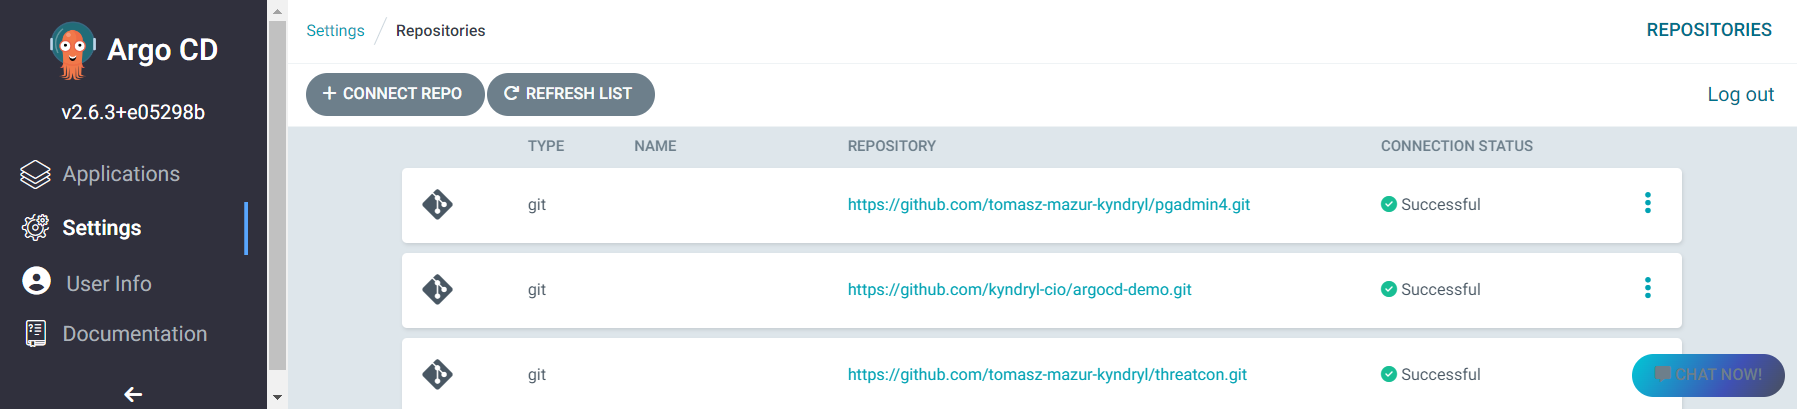 Argo CD
v2.6.3+e05298b
Applications
Settings
User Info
Documentation
Settings / Repositories
REPOSITORIES
+ CONNECT REPO
REFRESH LIST
Log out
TYPE NAME REPOSITORY CONNECTION STATUS
git https://github.com/tomasz-mazur-kyndryl/pgadmin4.git Successful
git https://github.com/kyndryl-cio/argocd-demo.git Successful
git https://github.com/tomasz-mazur-kyndryl/threatcon.git Successful
CHAT NOW!